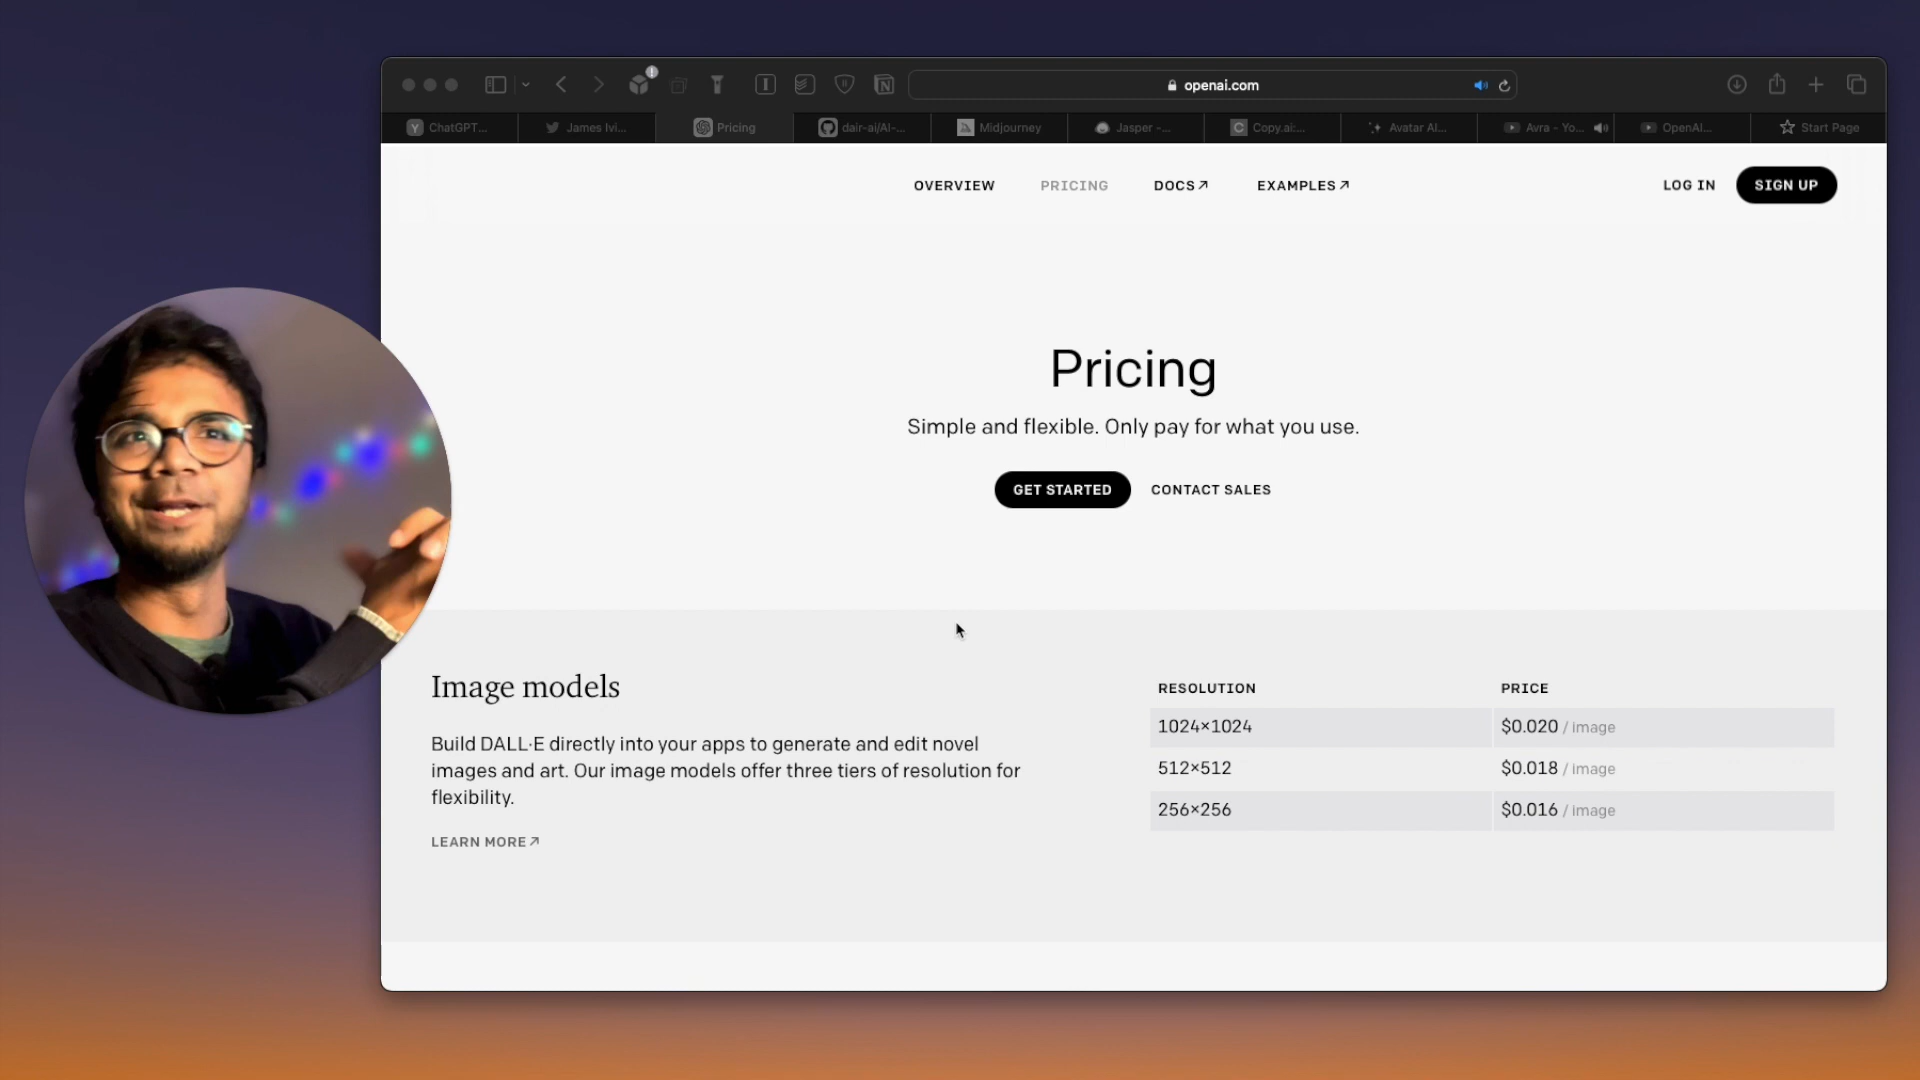 openai.com
ChatGPT...
James Ivi...
Pricing
dair-ai/AI-...
Midjourney
Jasper -...
Copy.ai:...
Avatar AI...
Avra - Yo...
OpenAI...
Start Page
OVERVIEW
PRICING
DOCS↗
EXAMPLES↗
LOG IN
SIGN UP
Pricing
Simple and flexible. Only pay for what you use.
GET STARTED
CONTACT SALES
Image models
Build DALL·E directly into your apps to generate and edit novel
images and art. Our image models offer three tiers of resolution for
flexibility.
LEARN MORE↗
RESOLUTION PRICE
1024×1024 $0.020 / image
512×512 $0.018 / image
256×256 $0.016 / image